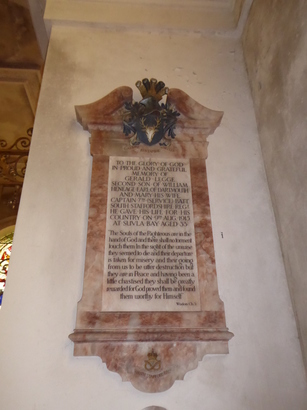 TO THE GLORY OF GOD
IN PROUD AND GRATEFUL
MEMORY OF
GERALD LEGGE
SECOND SON OF WILLIAM
HENEAGE EARL OF DARTMOUTH
AND MARY HIS WIFE
CAPTAIN 7TH (SERVICE) BATT
SOUTH STAFFORDSHIRE REGT
HE GAVE HIS LIFE FOR HIS
COUNTRY ON 9TH AUG 1915
AT SUVLA BAY AGED 33
The Souls of the Righteous are in the
hand of God and there shall no torment
touch them. In the sight of the unwise
they seemed to die and their departure
is taken for misery and their going
from us to be utter destruction but
they are in Peace and having been a
little chastised they shall be greatly
rewarded for God proved them and found
them worthy for Himself